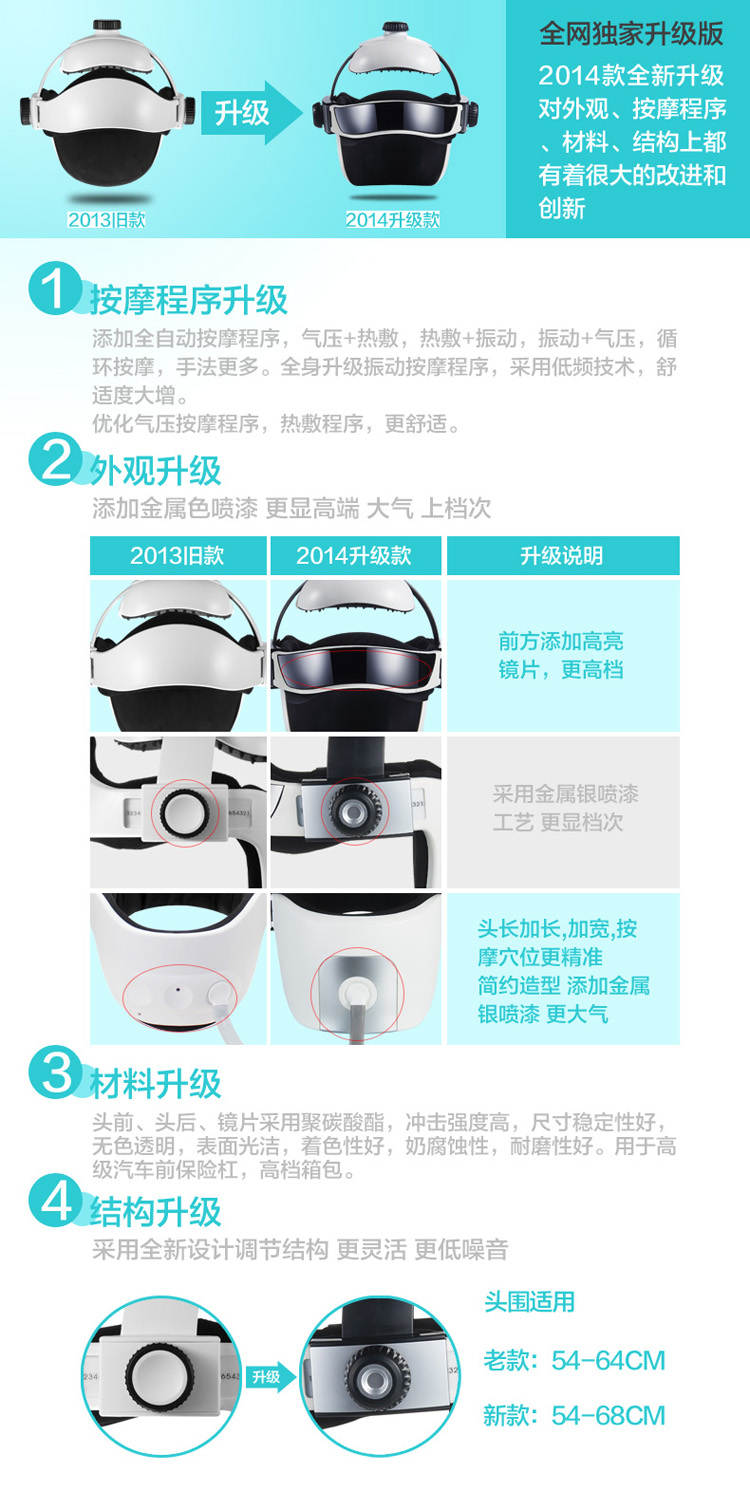 全网独家升级版
2014款全新升级
对外观、按摩程序
、材料、结构上都
有着很大的改进和
创新
升级
2013旧款
2014升级款
1
按摩程序升级
添加全自动按摩程序，气压+热敷，热敷+振动，振动+气压，循
环按摩，手法更多。全身升级振动按摩程序，采用低频技术，舒
适度大增。
优化气压按摩程序，热敷程序，更舒适。
2
外观升级
添加金属色喷漆 更显高端 大气 上档次
2013旧款
2014升级款
升级说明
前方添加高亮
镜片，更高档
1234
654321
321
采用金属银喷漆
工艺 更显档次
头长加长,加宽,按
摩穴位更精准
简约造型 添加金属
银喷漆 更大气
3
材料升级
头前、头后、镜片采用聚碳酸酯，冲击强度高，尺寸稳定性好，
无色透明，表面光洁，着色性好，奶腐蚀性，耐磨性好。用于高
级汽车前保险杠，高档箱包。
4
结构升级
采用全新设计调节结构 更灵活 更低噪音
234
6543
升级
32
头围适用
老款：54-64CM
新款：54-68CM